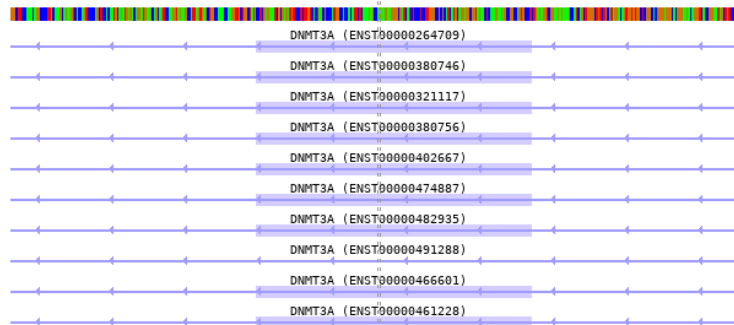 DNMT3A (ENST00000264709)
DNMT3A (ENST00000380746)
DNMT3A (ENST00000321117)
DNMT3A (ENST00000380756)
DNMT3A (ENST00000402667)
DNMT3A (ENST00000474887)
DNMT3A (ENST00000482935)
DNMT3A (ENST00000491288)
DNMT3A (ENST00000466601)
DNMT3A (ENST00000461228)